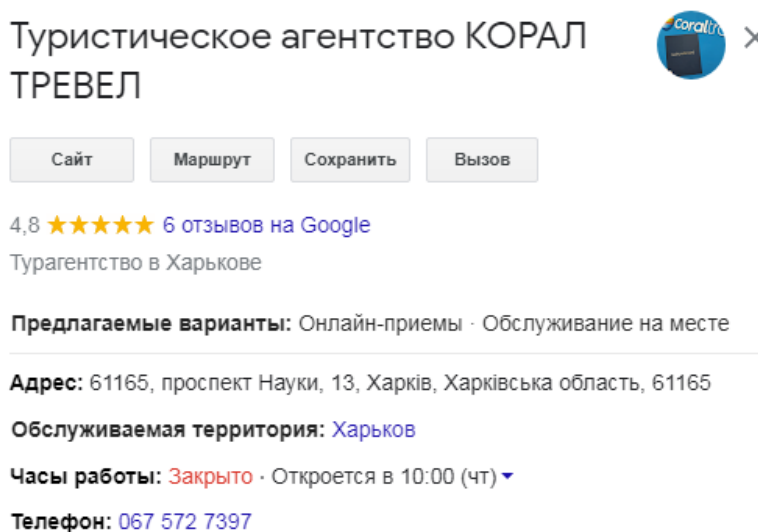 Туристическое агентство КОРАЛ
ТРЕВЕЛ
Сайт
Маршрут
Сохранить
Вызов
4,8 ★★★★★ 6 отзывов на Google
Турагентство в Харькове
Предлагаемые варианты: Онлайн-приемы · Обслуживание на месте
Адрес: 61165, проспект Науки, 13, Харків, Харківська область, 61165
Обслуживаемая территория: Харьков
Часы работы: Закрыто · Откроется в 10:00 (чт)
Телефон: 067 572 7397